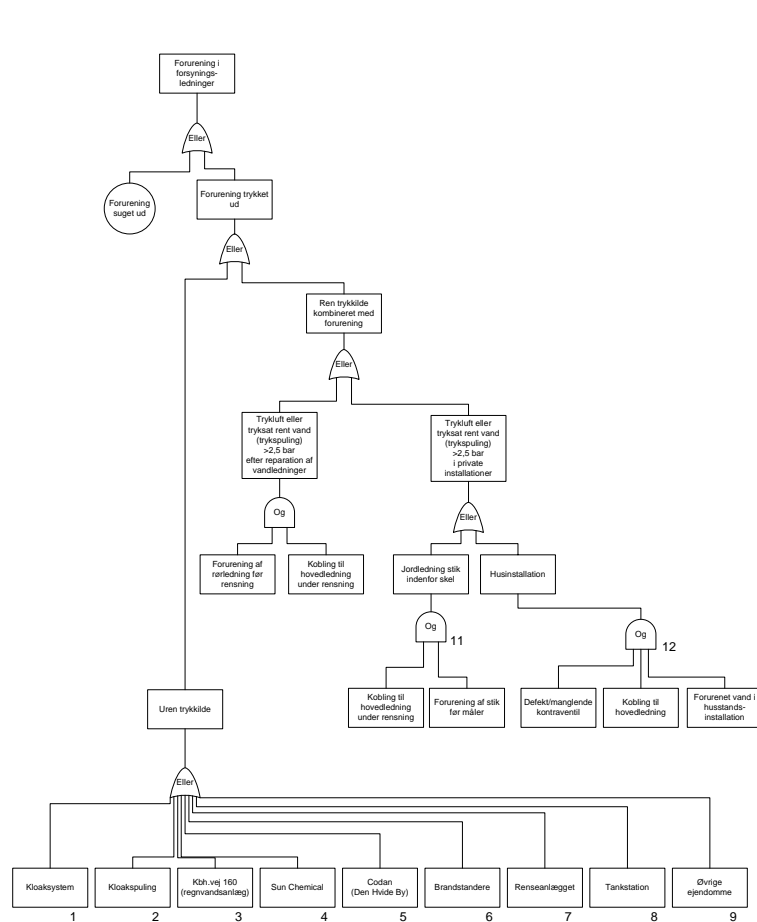 Forurening i
forsynings-
ledninger
Eller
Forurening
suget ud
Forurening trykket
ud
Eller
Ren trykkilde
kombineret med
forurening
Eller
Trykluft eller
tryksat rent vand
(trykspuling)
>2,5 bar
efter reparation af
vandledninger
Trykluft eller
tryksat rent vand
(trykspuling)
>2,5 bar
i private
installationer
Og
Eller
Forurening af
rørledning før
rensning
Kobling til
hovedledning
under rensning
Jordledning stik
indenfor skel
Husinstallation
Og
11
Og
12
Kobling til
hovedledning
under rensning
Forurening af stik
før måler
Defekt/manglende
kontraventil
Kobling til
hovedledning
Forurenet vand i
husstands-
installation
Uren trykkilde
Eller
Kloaksystem
Kloakspuling
Kbh.vej 160
(regnvandsanlæg)
Sun Chemical
Codan
(Den Hvide By)
Brandstandere
Renseanlægget
Tankstation
Øvrige
ejendomme
1
2
3
4
5
6
7
8
9